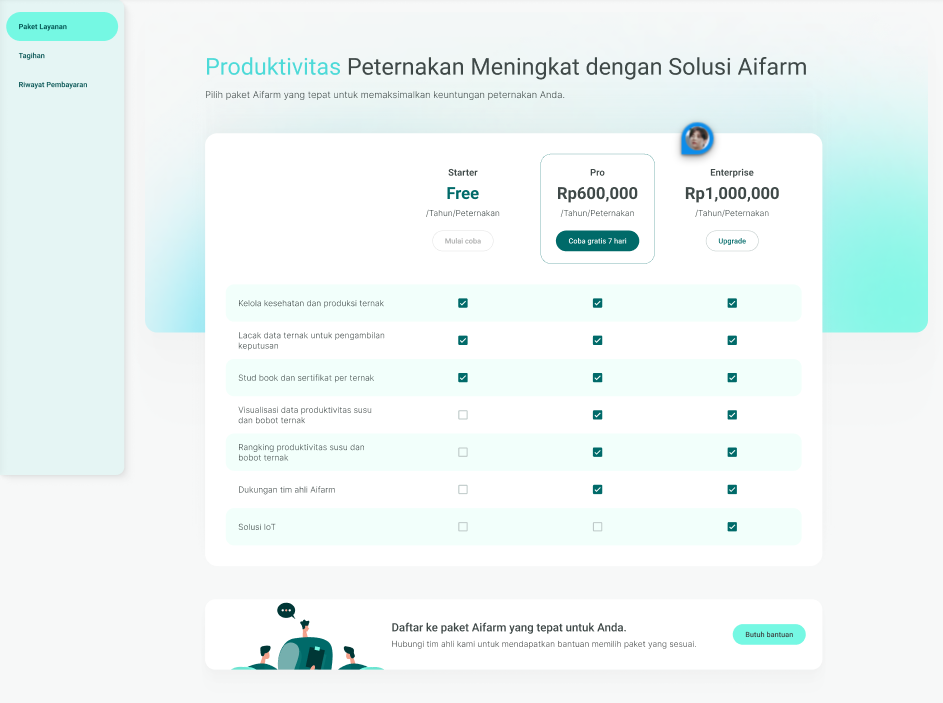 Paket Layanan
Tagihan
Riwayat Pembayaran
Produktivitas Peternakan Meningkat dengan Solusi Aifarm
Pilih paket Aifarm yang tepat untuk memaksimalkan keuntungan peternakan Anda.
Starter
Free
/Tahun/Peternakan
Mulai coba
Pro
Rp600,000
/Tahun/Peternakan
Coba gratis 7 hari
Enterprise
Rp1,000,000
/Tahun/Peternakan
Upgrade
Kelola kesehatan dan produksi ternak
Lacak data ternak untuk pengambilan
keputusan
Stud book dan sertifikat per ternak
Visualisasi data produktivitas susu
dan bobot ternak
Rangking produktivitas susu dan
bobot ternak
Dukungan tim ahli Aifarm
Solusi IoT
Daftar ke paket Aifarm yang tepat untuk Anda.
Hubungi tim ahli kami untuk mendapatkan bantuan memilih paket yang sesuai.
Butuh bantuan